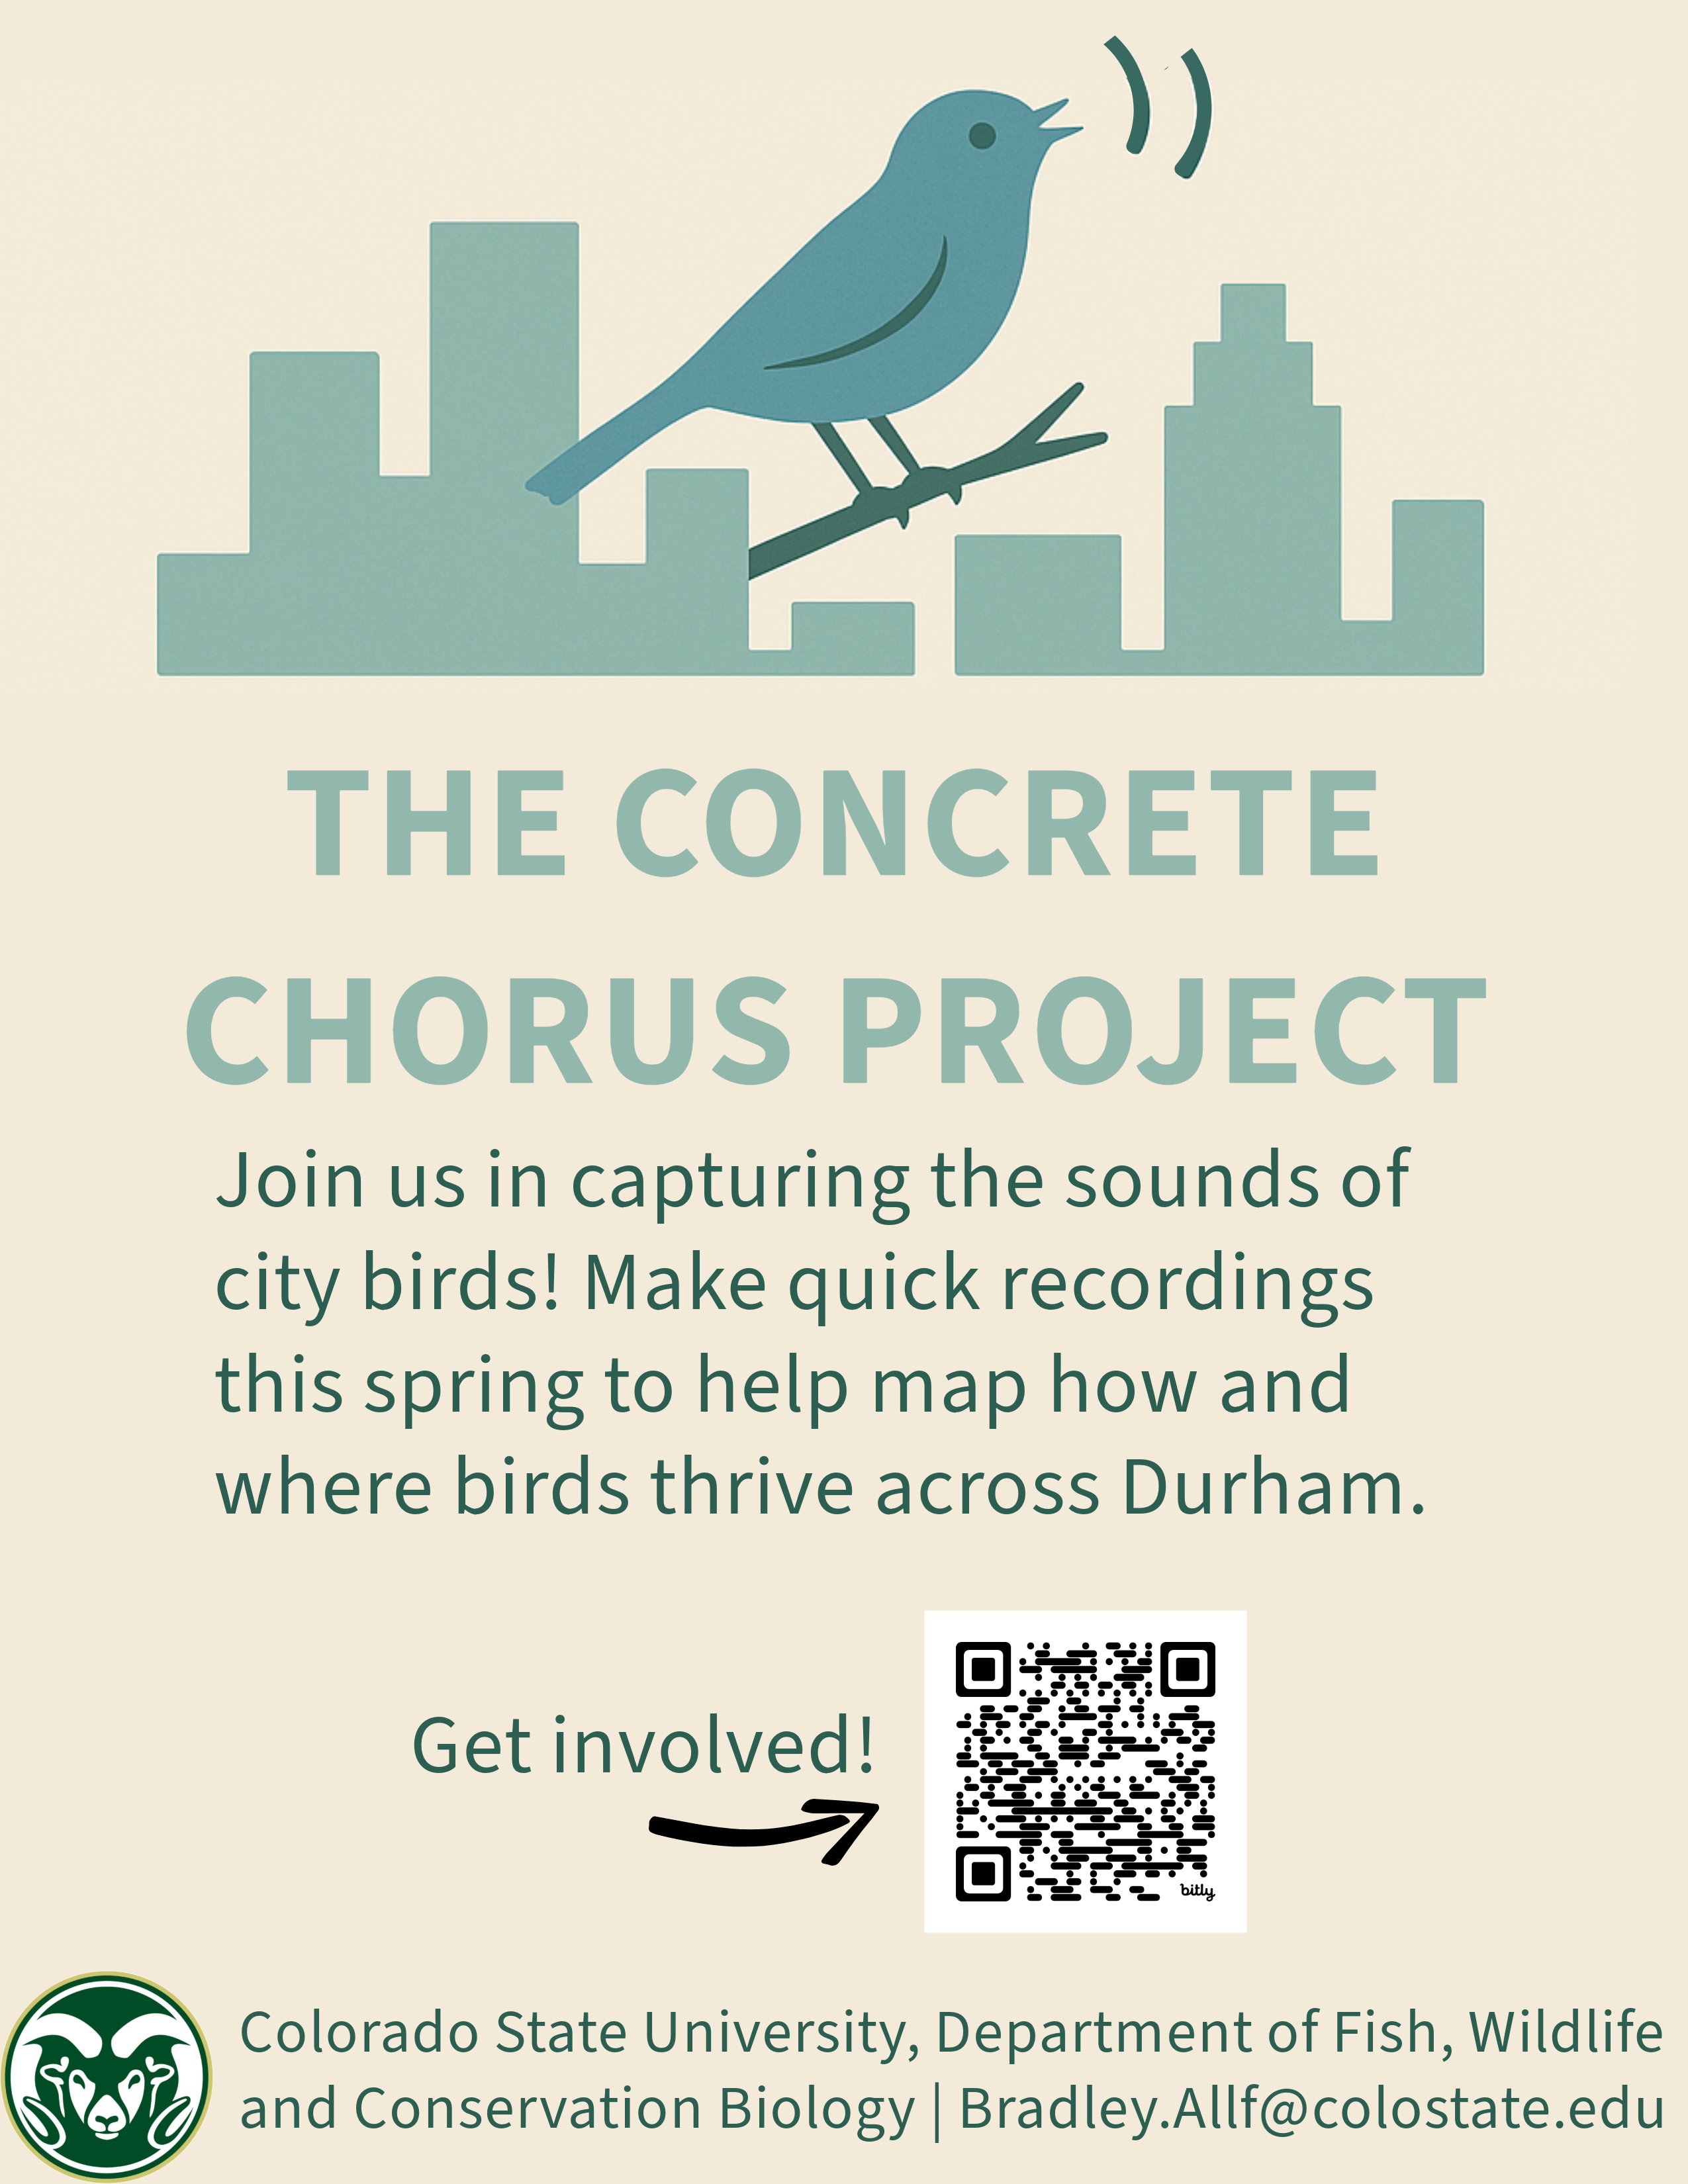 THE CONCRETE
CHORUS PROJECT
Join us in capturing the sounds of
city birds! Make quick recordings
this spring to help map how and
where birds thrive across Durham.
Get involved!
bitly
Colorado State University, Department of Fish, Wildlife
and Conservation Biology | Bradley.Allf@colostate.edu